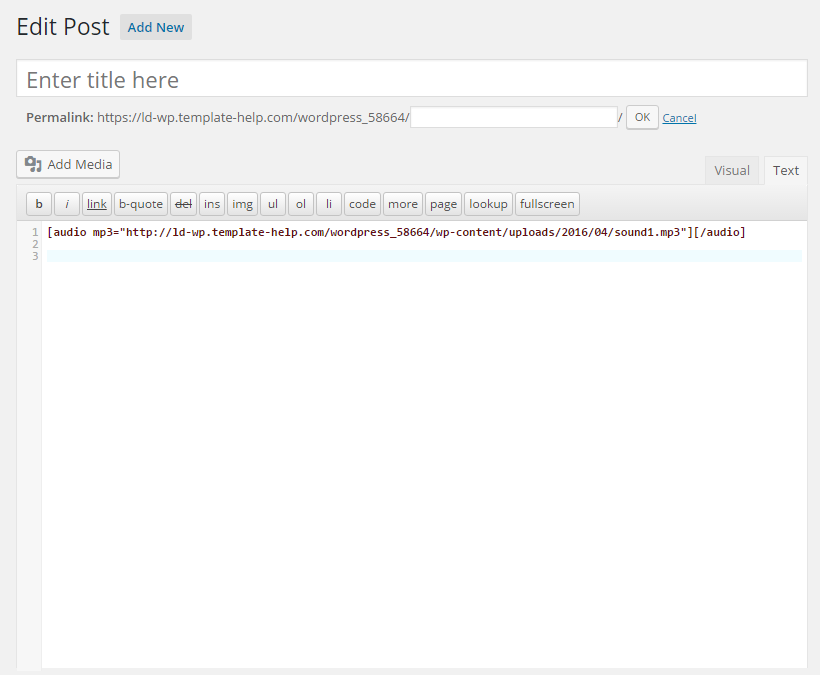 Edit Post Add New
Enter title here
Permalink: https://ld-wp.template-help.com/wordpress_58664/ / OK Cancel
Add Media Visual Text
b i link b-quote del ins img ul ol li code more page lookup fullscreen
1 [audio mp3="http://ld-wp.template-help.com/wordpress_58664/wp-content/uploads/2016/04/sound1.mp3"][/audio]
2
3